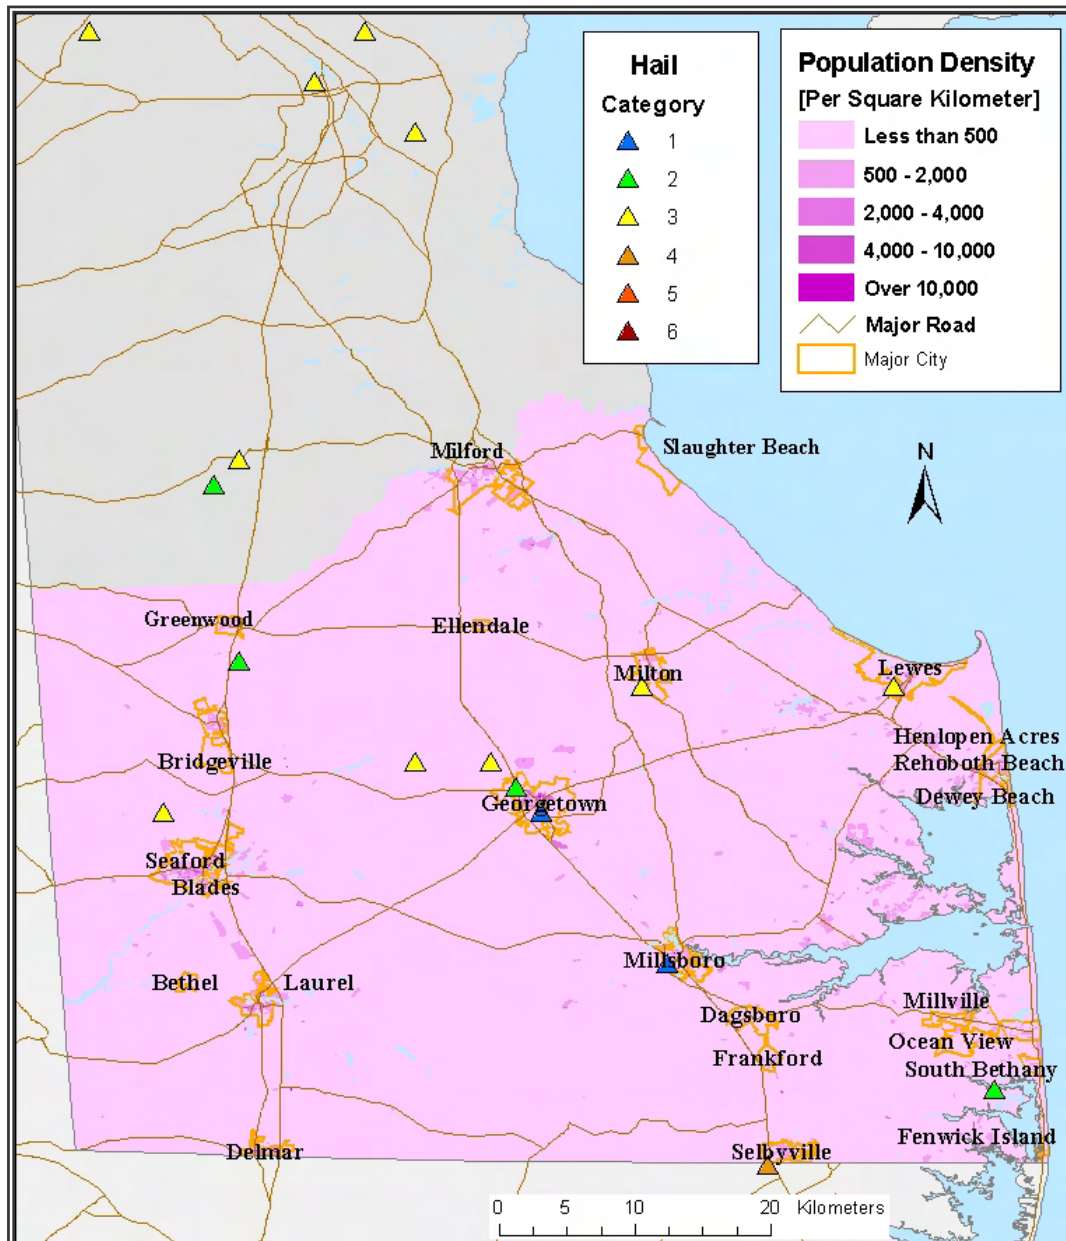 Hail
Category
1
2
3
4
5
6
Population Density
[Per Square Kilometer]
Less than 500
500 - 2,000
2,000 - 4,000
4,000 - 10,000
Over 10,000
Major Road
Major City
Milford
Slaughter Beach
N
Greenwood
Ellendale
Milton
Lewes
Henlopen Acres
Bridgeville
Rehoboth Beach
Dewey Beach
Georgetown
Seaford
Blades
Millsboro
Bethel
Laurel
Millville
Dagsboro
Ocean View
Frankford
South Bethany
Fenwick Island
Delmar
Selbyville
0 5 10 20 Kilometers